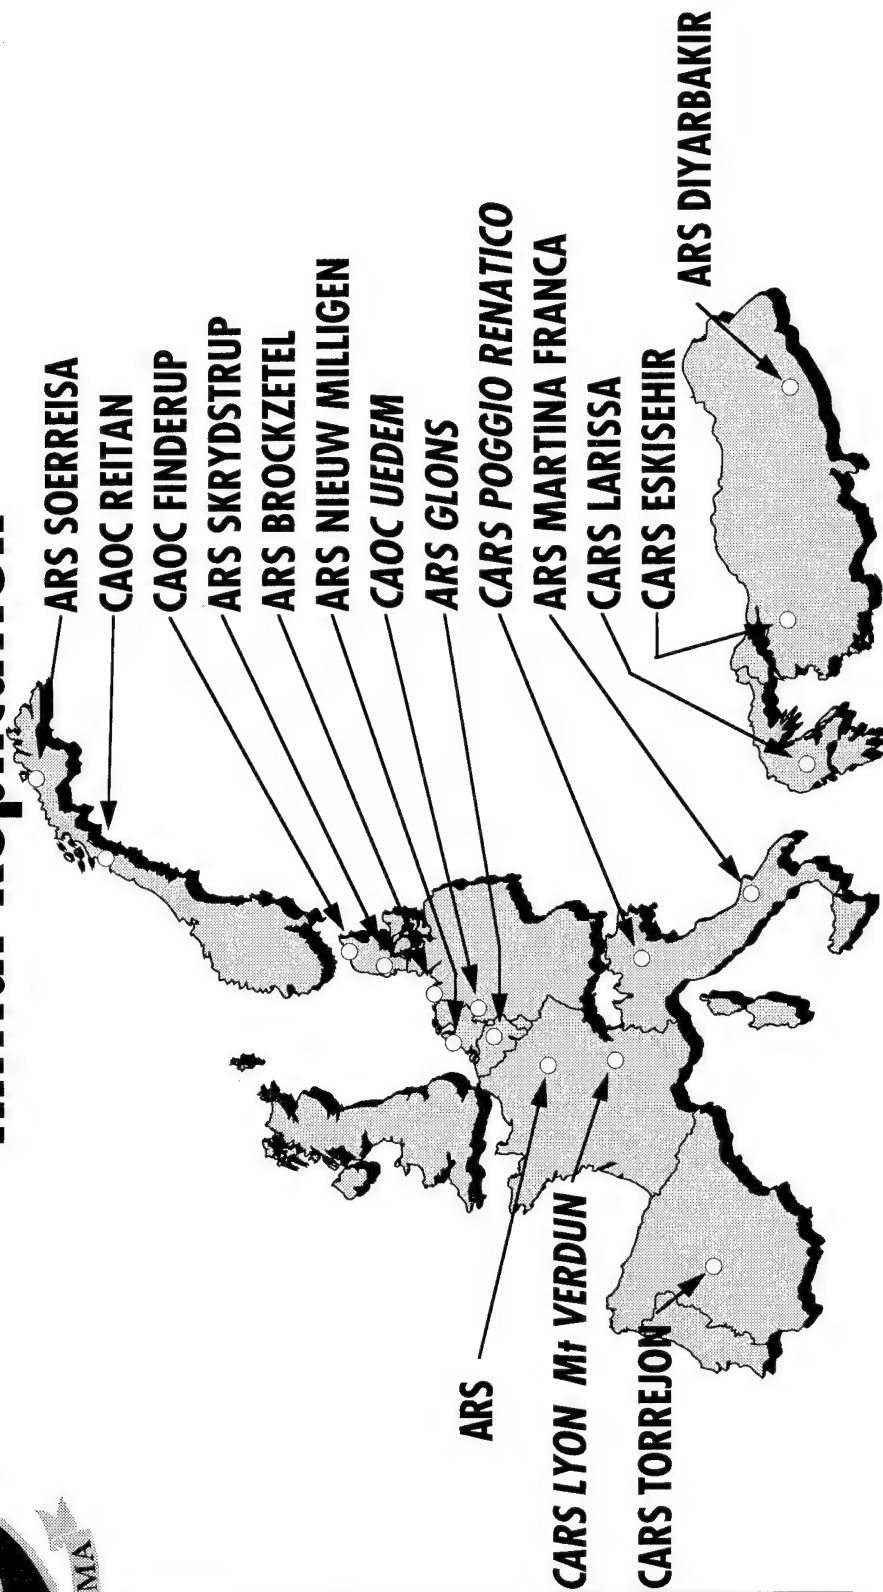 ARS SOERREISA
CAOC REITAN
CAOC FINDERUP
ARS SKRYDSTRUP
ARS BROCKZETEL
ARS NIEUW MILLIGEN
CAOC UEDEM
ARS GLONS
CARS POGGIO RENATICO
ARS MARTINA FRANCA
CARS LARISSA
CARS ESKISEHIR
ARS DIYARBAKIR
ARS
CARS LYON Mt VERDUN
CARS TORREJON
MA